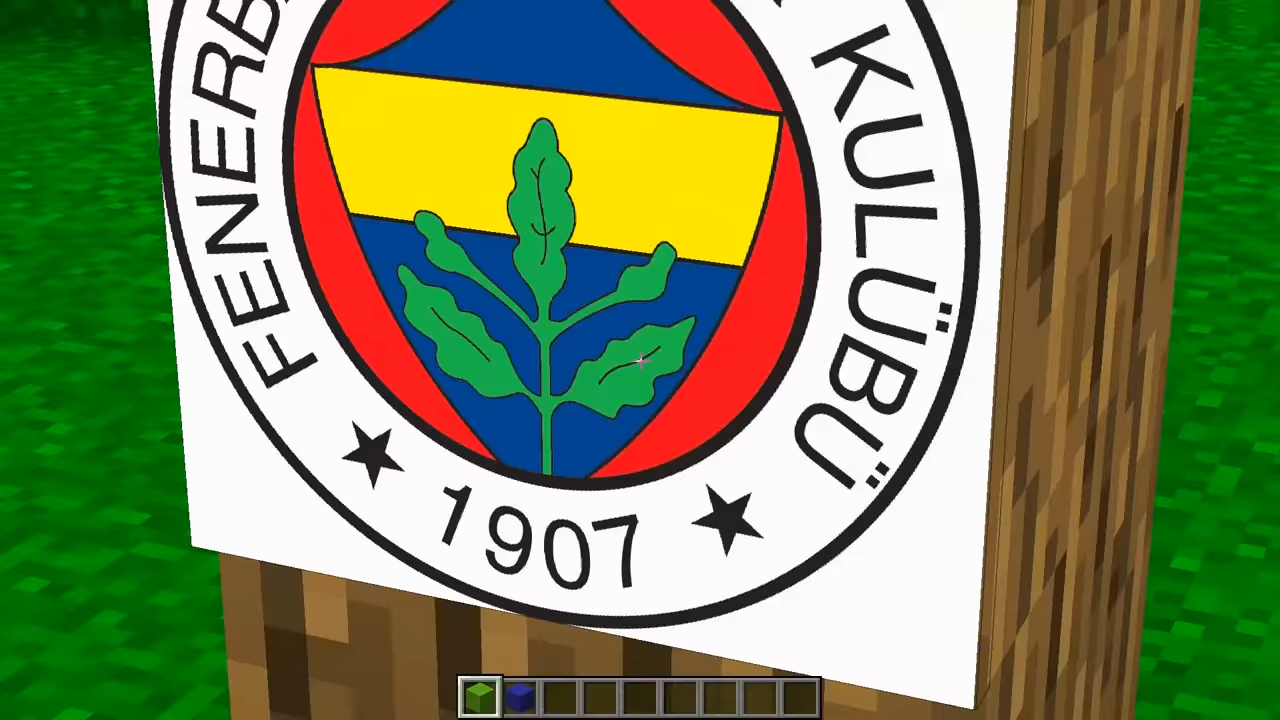 FENERB
KULÜBÜ
★ 1907 ★